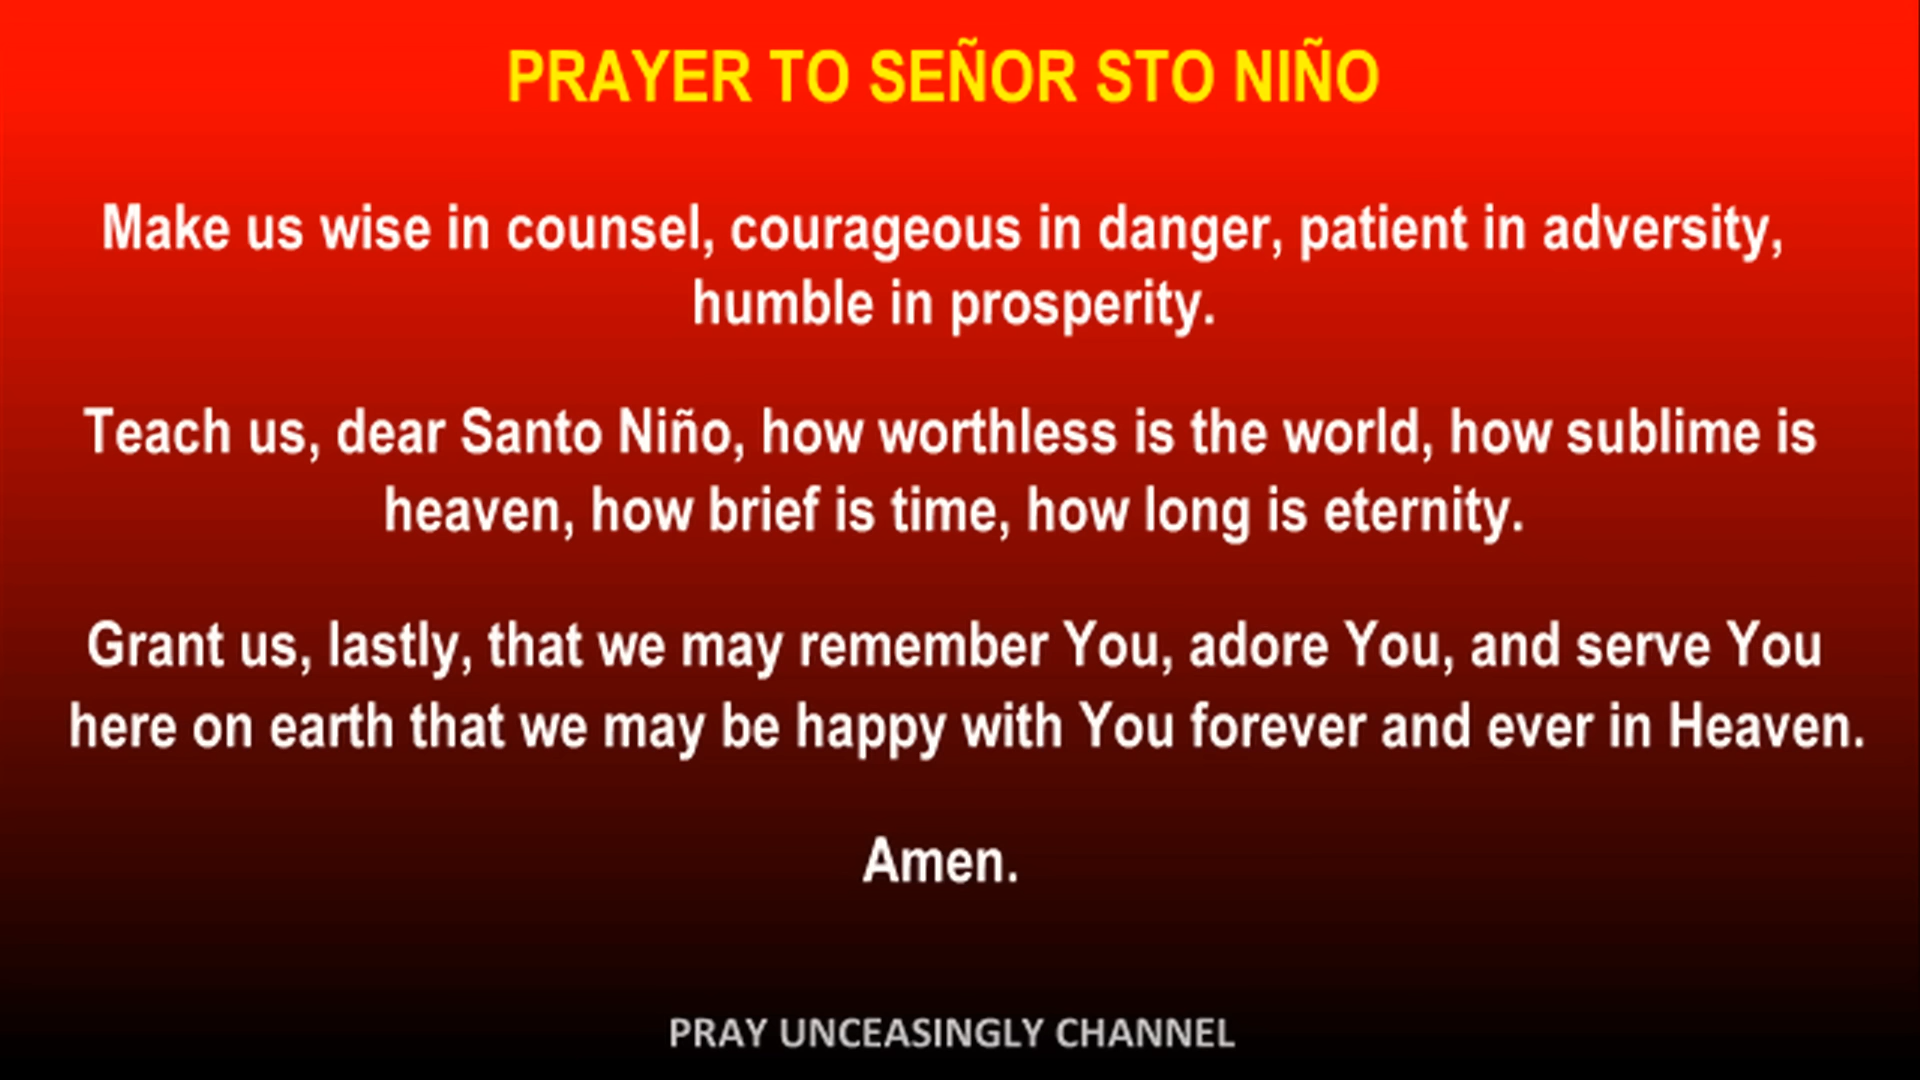 PRAYER TO SEÑOR STO NIÑO
Make us wise in counsel, courageous in danger, patient in adversity,
humble in prosperity.
Teach us, dear Santo Niño, how worthless is the world, how sublime is
heaven, how brief is time, how long is eternity.
Grant us, lastly, that we may remember You, adore You, and serve You
here on earth that we may be happy with You forever and ever in Heaven.
Amen.
PRAY UNCEASINGLY CHANNEL